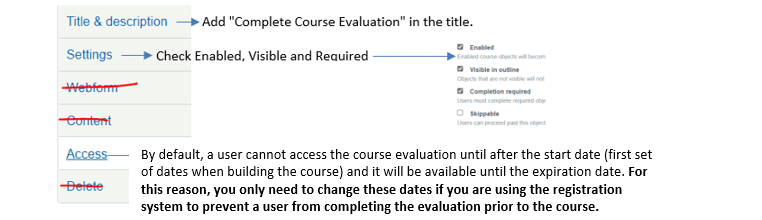 Title & description
Add "Complete Course Evaluation" in the title.
Settings
Check Enabled, Visible and Required
Enabled
Enabled course objects will becom
Visible in outline
Objects that are not visible will not
Completion required
Users must complete required obje
Skippable
Users can proceed past this object
Webform
Content
Access
By default, a user cannot access the course evaluation until after the start date (first set
of dates when building the course) and it will be available until the expiration date. For
this reason, you only need to change these dates if you are using the registration
system to prevent a user from completing the evaluation prior to the course.
Delete